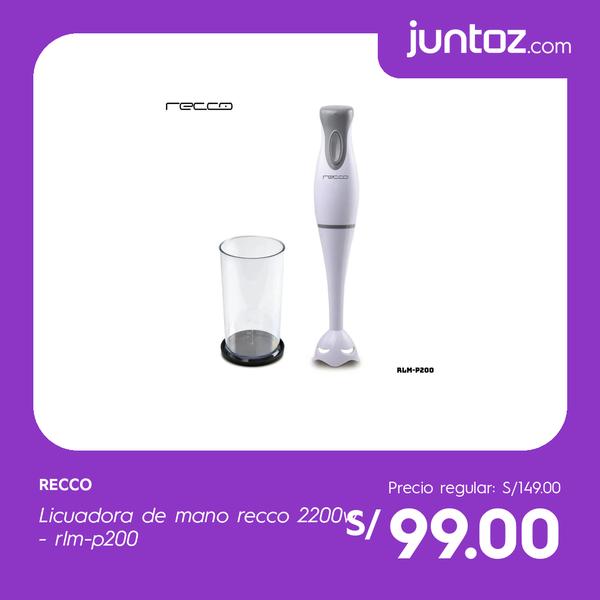 juntoz.com
recco
recco
RLM-P200
RECCO
Precio regular: S/149.00
Licuadora de mano recco 2200w
- rlm-p200
S/ 99.00